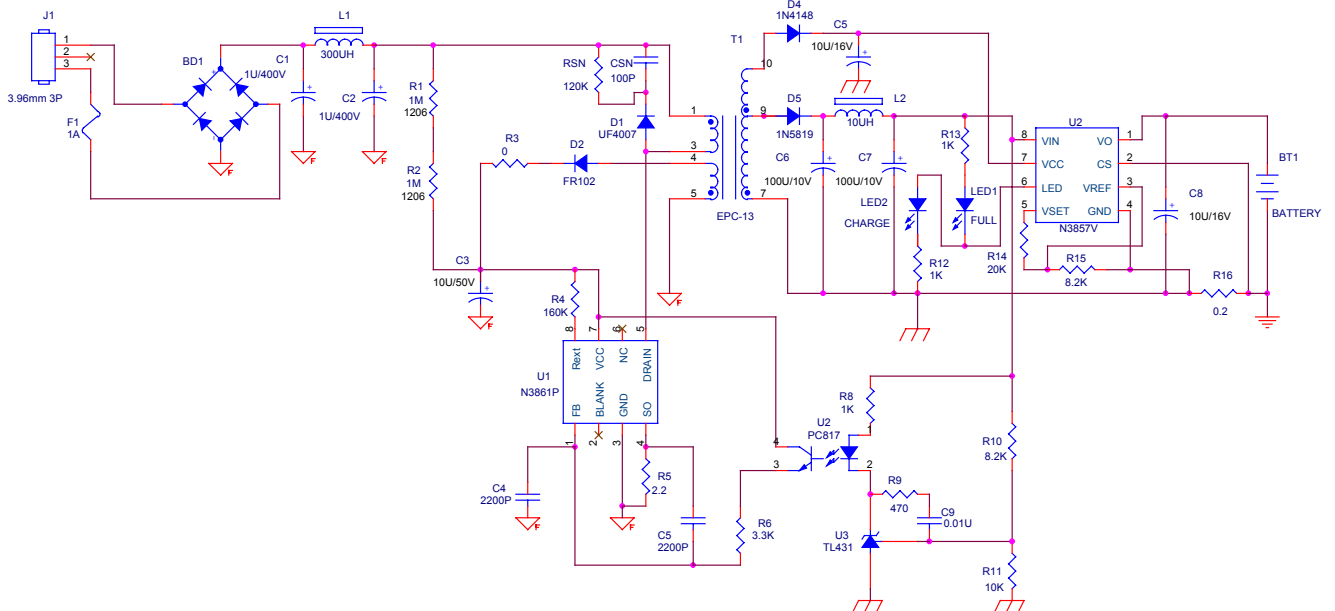 J1
1
2
3
3.96mm 3P
F1
1A
BD1
+
-
C1
1U/400V
+
L1
300UH
C2
1U/400V
+
R1
1M
1206
R2
1M
1206
RSN
120K
CSN
100P
D1
UF4007
R3
0
D2
FR102
C3
10U/50V
+
R4
160K
T1
1
3
4
5
10
9
7
EPC-13
D4
1N4148
C5
10U/16V
+
D5
1N5819
L2
10UH
C6
100U/10V
+
C7
100U/10V
+
R13
1K
LED1
FULL
LED2
CHARGE
R12
1K
U2
8
VIN
7
VCC
6
LED
5
VSET
VO
1
CS
2
VREF
3
GND
4
N3857V
R14
20K
R15
8.2K
R16
0.2
C8
10U/16V
+
BT1
BATTERY
U1
N3861P
8
Rext
7
VCC
6
NC
5
DRAIN
FB
1
BLANK
2
GND
3
SO
4
C4
2200P
R5
2.2
C5
2200P
R6
3.3K
U2
PC817
4
3
1
2
R8
1K
R9
470
C9
0.01U
U3
TL431
R10
8.2K
R11
10K
F
F
F
F
F
F
F